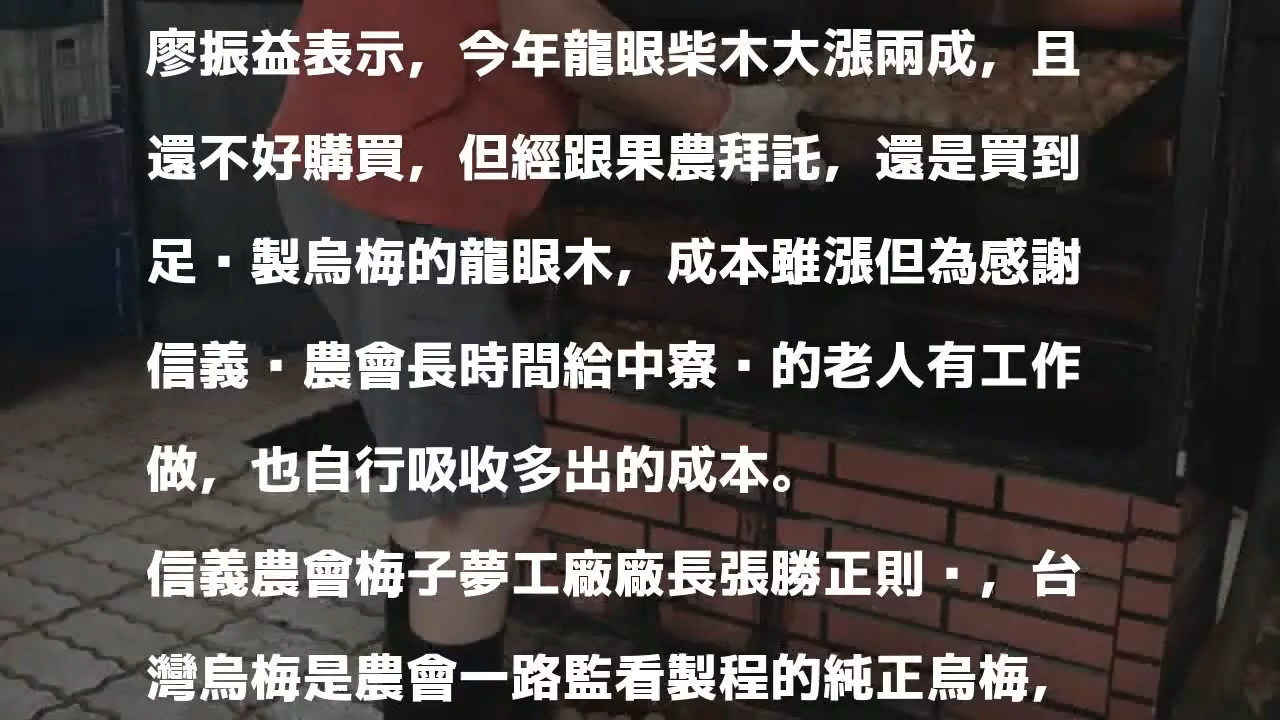 廖振益表示，今年龍眼柴木大漲兩成，且
還不好購買，但經跟果農拜託，還是買到
足·製烏梅的龍眼木，成本雖漲但為感謝
信義·農會長時間給中寮·的老人有工作
做，也自行吸收多出的成本。
信義農會梅子夢工廠廠長張勝正則·，台
灣烏梅是農會一路監看製程的純正烏梅，